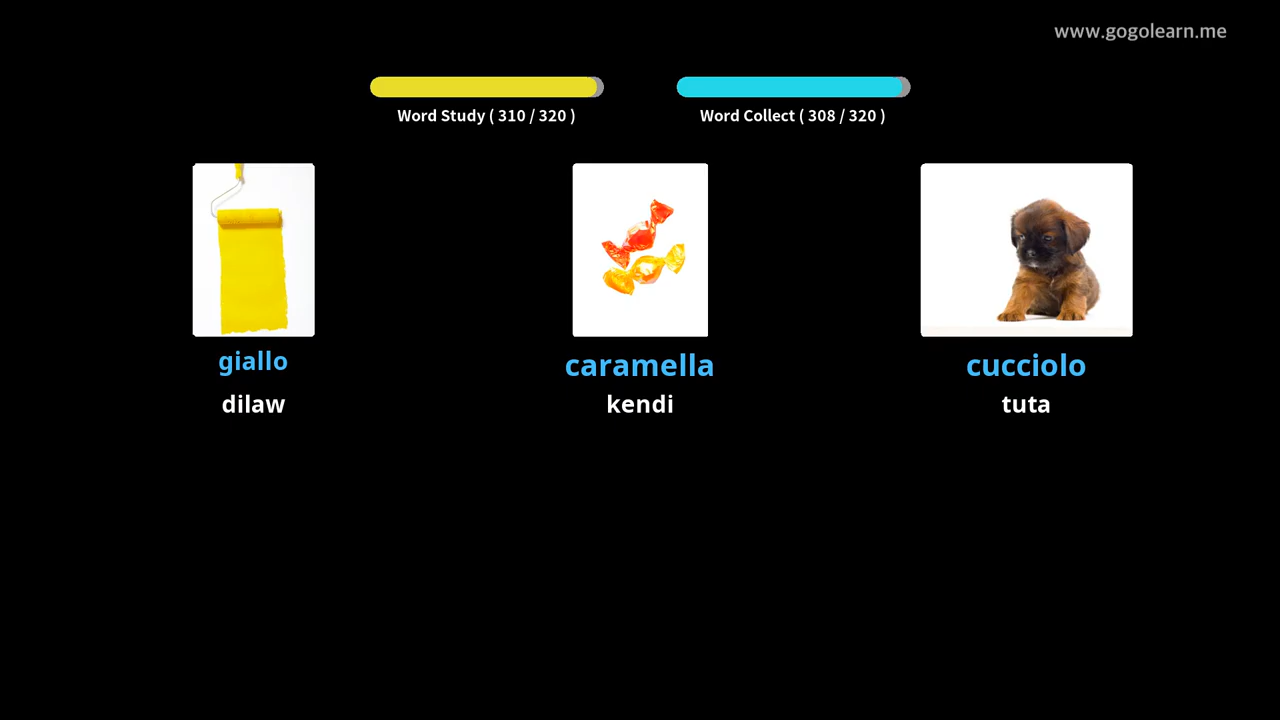 www.gogolearn.me
Word Study ( 310 / 320 )
Word Collect ( 308 / 320 )
giallo
caramella
cucciolo
dilaw
kendi
tuta